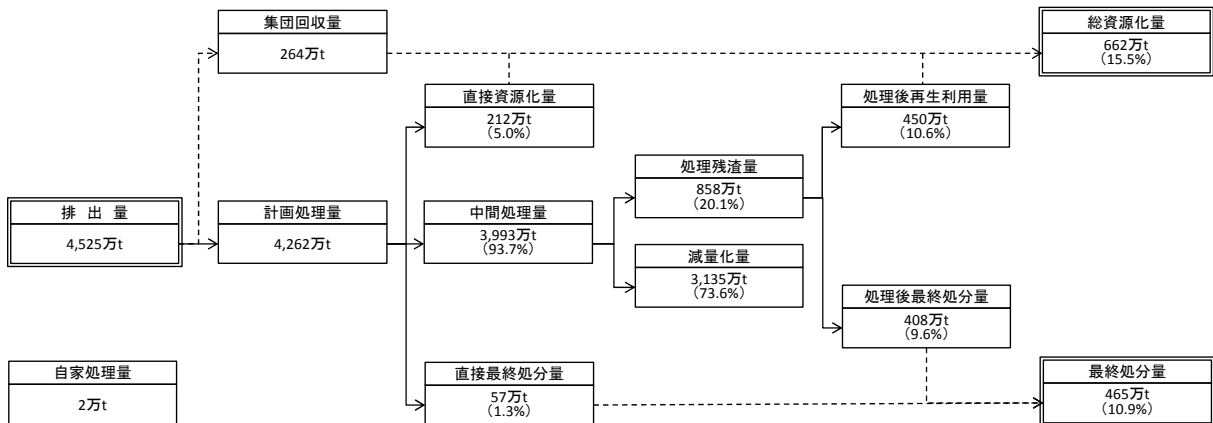 集団回収量
264万t
総資源化量
662万t
（15.5%）
直接資源化量
212万t
（5.0%）
処理後再生利用量
450万t
（10.6%）
処理残渣量
858万t
（20.1%）
排　出　量
4,525万t
計画処理量
4,262万t
中間処理量
3,993万t
（93.7%）
減量化量
3,135万t
（73.6%）
処理後最終処分量
408万t
（9.6%）
自家処理量
2万t
直接最終処分量
57万t
（1.3%）
最終処分量
465万t
（10.9%）